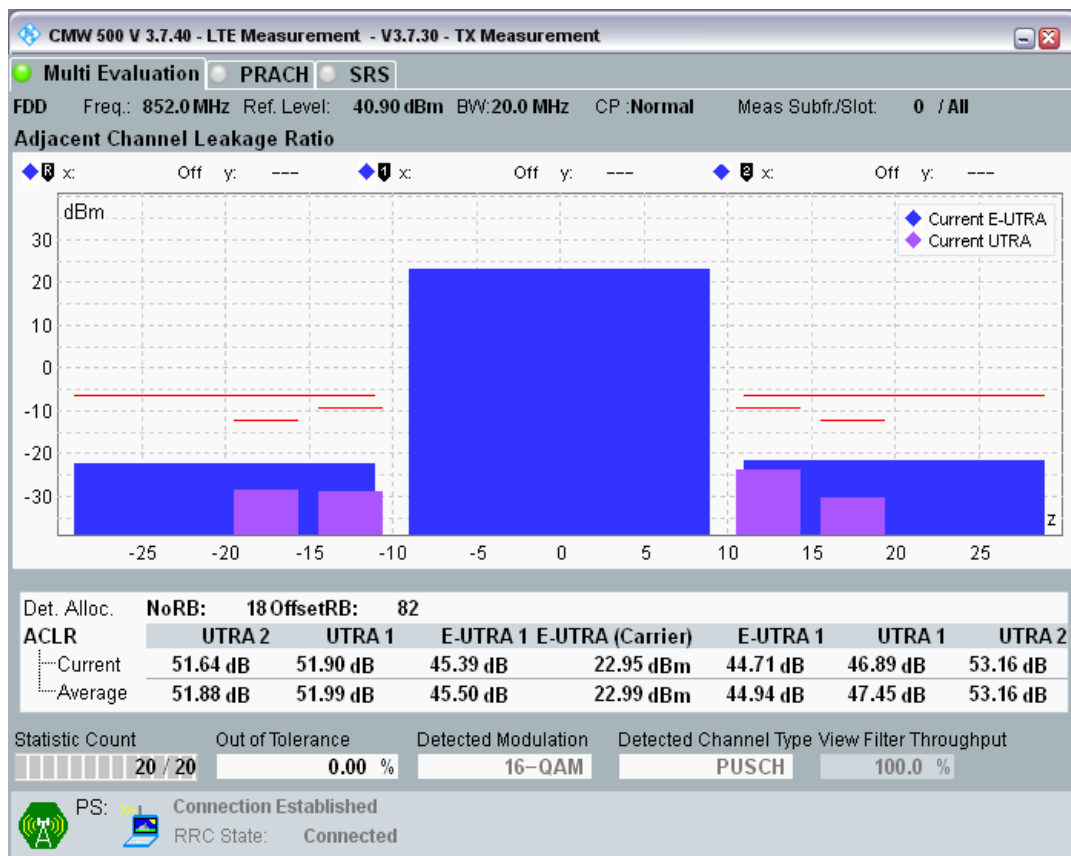 CMW 500 V 3.7.40 - LTE Measurement - V3.7.30 - TX Measurement
Multi Evaluation PRACH SRS
FDD Freq.: 852.0 MHz Ref. Level: 40.90 dBm BW:20.0 MHz CP :Normal Meas Subfr./Slot: 0 / All
Adjacent Channel Leakage Ratio
R x: Off y: --- 1 x: Off y: --- 2 x: Off y: ---
dBm
Current E-UTRA
Current UTRA
30
20
10
0
-10
-20
-30
z
-25 -20 -15 -10 -5 0 5 10 15 20 25
Det. Alloc. NoRB: 18 OffsetRB: 82
ACLR UTRA 2 UTRA 1 E-UTRA 1 E-UTRA (Carrier) E-UTRA 1 UTRA 1 UTRA 2
Current 51.64 dB 51.90 dB 45.39 dB 22.95 dBm 44.71 dB 46.89 dB 53.16 dB
Average 51.88 dB 51.99 dB 45.50 dB 22.99 dBm 44.94 dB 47.45 dB 53.16 dB
Statistic Count Out of Tolerance Detected Modulation Detected Channel Type View Filter Throughput
20 / 20 0.00 % 16-QAM PUSCH 100.0 %
PS: Connection Established
RRC State: Connected